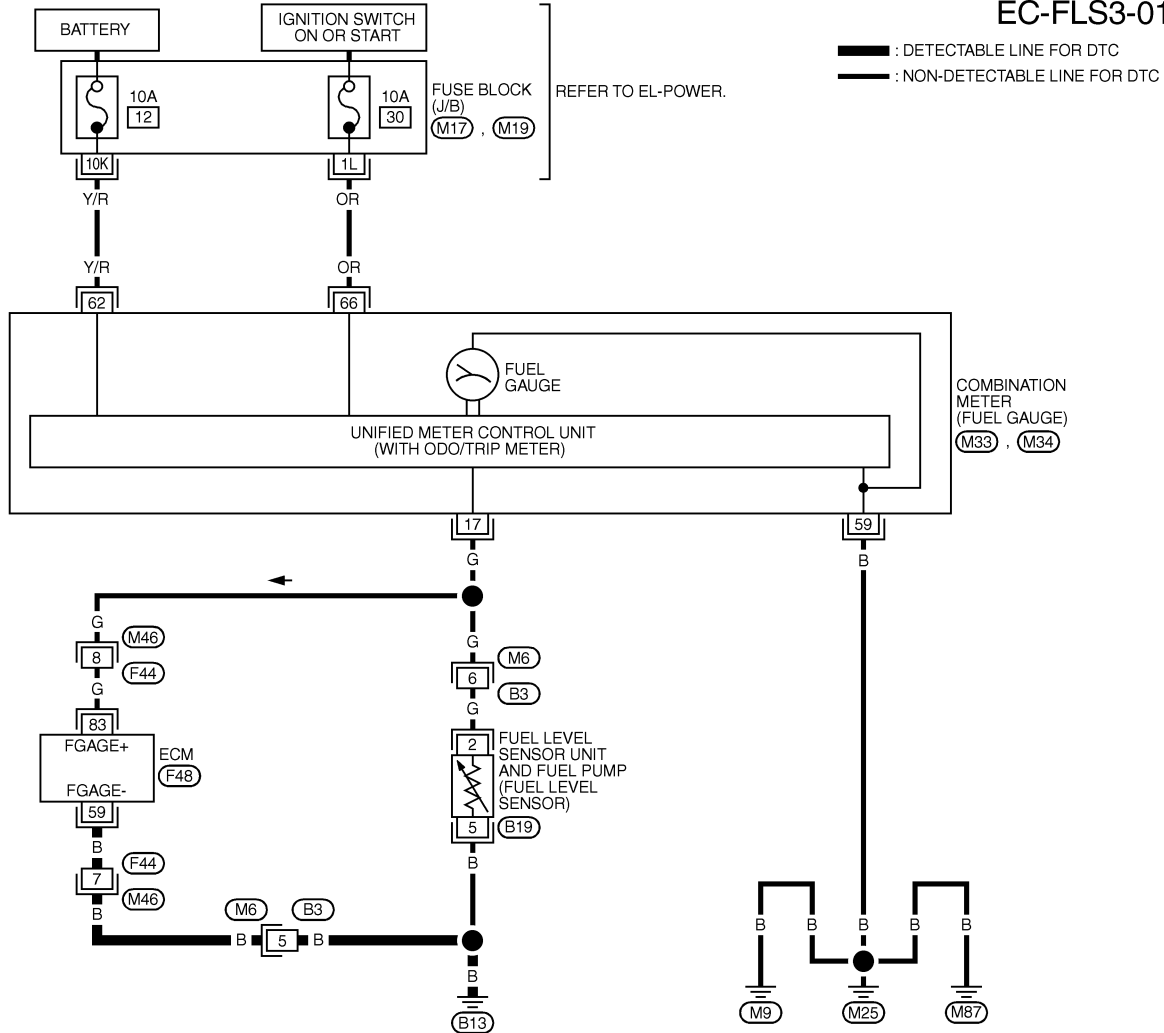 EC-FLS3-01
BATTERY
IGNITION SWITCH
ON OR START
: DETECTABLE LINE FOR DTC
: NON-DETECTABLE LINE FOR DTC
10A
12
10A
30
FUSE BLOCK
(J/B)
M17 , M19
REFER TO EL-POWER.
10K
1L
Y/R
OR
Y/R
OR
62
66
FUEL
GAUGE
UNIFIED METER CONTROL UNIT
(WITH ODO/TRIP METER)
COMBINATION
METER
(FUEL GAUGE)
M33 , M34
17
59
G
B
G
M46
8
F44
G
G
M6
6
B3
G
83
FGAGE+
FGAGE-
ECM
F48
59
2
FUEL LEVEL
SENSOR UNIT
AND FUEL PUMP
(FUEL LEVEL
SENSOR)
5
B19
B
F44
7
M46
B
B
M6
B3
B
5
B
B
B13
B
B
B
B
B
M9
M25
M87